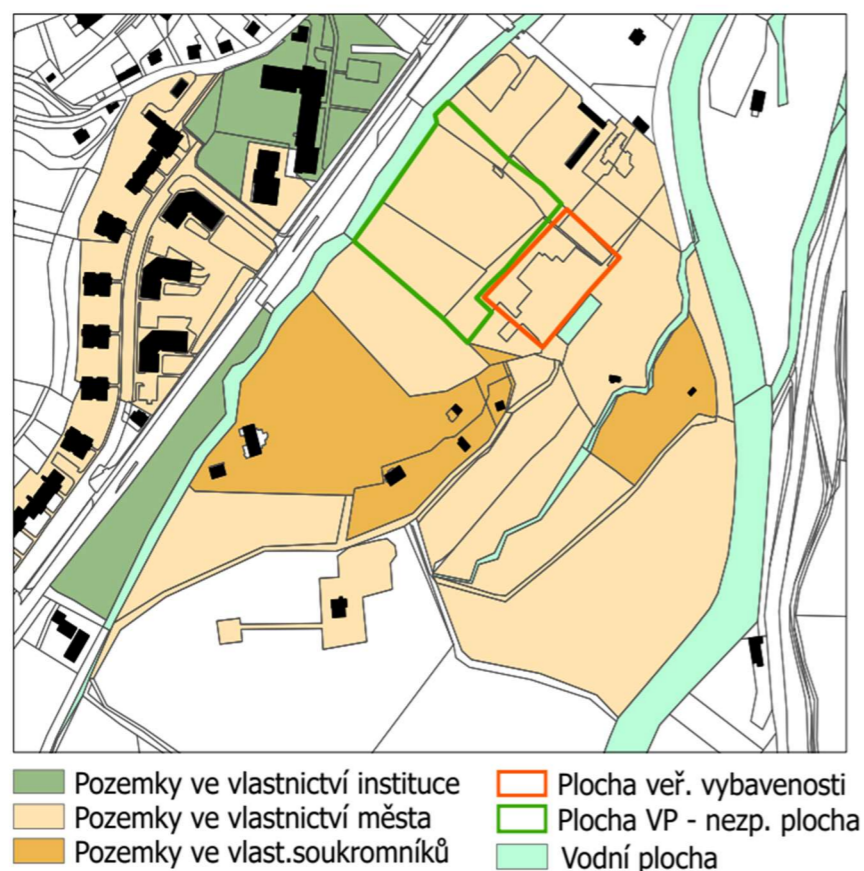 Pozemky ve vlastnictví instituce
Pozemky ve vlastnictví města
Pozemky ve vlast.soukromníků
Plocha veř. vybavenosti
Plocha VP - nezp. plocha
Vodní plocha